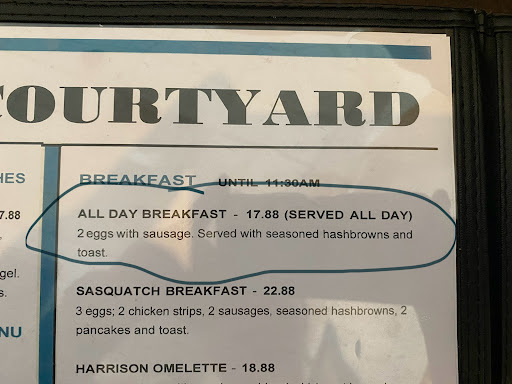 COURTYARD
HES
BREAKFAST UNTIL 11:30AM
7.88
ALL DAY BREAKFAST - 17.88 (SERVED ALL DAY)
2 eggs with sausage. Served with seasoned hashbrowns and
toast.
gel.
s.
SASQUATCH BREAKFAST - 22.88
3 eggs; 2 chicken strips, 2 sausages, seasoned hashbrowns, 2
pancakes and toast.
NU
HARRISON OMELETTE - 18.88